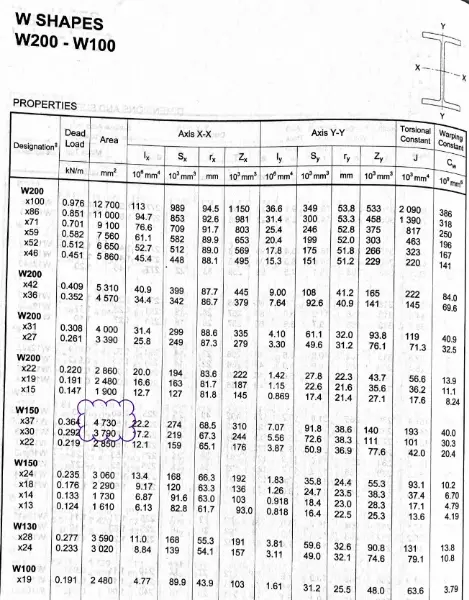 W SHAPES
W200 - W100
Y
X X
Y
PROPERTIES
Designation‡ Dead Load Area Axis X-X Axis Y-Y Torsional Constant Warping Constant
Ix Sx rx Zx Iy Sy ry Zy J Cw
kN/m mm² 10⁶ mm⁴ 10³ mm³ mm 10³ mm³ 10⁶ mm⁴ 10³ mm³ mm 10³ mm³ 10³ mm⁴ 10⁹ mm⁶
W200
x100 0.976 12 700 113 989 94.5 1 150 36.6 349 53.8 533 2 090 386
x86 0.851 11 000 94.7 853 92.6 981 31.4 300 53.3 458 1 390 318
x71 0.701 9 100 76.6 709 91.7 803 25.4 246 52.8 375 817 250
x59 0.582 7 560 61.1 582 89.9 653 20.4 199 52.0 303 463 196
x52 0.512 6 650 52.7 512 89.0 569 17.8 175 51.8 266 323 167
x46 0.451 5 860 45.4 448 88.1 495 15.3 151 51.2 229 220 141
W200
x42 0.409 5 310 40.9 399 87.7 445 9.00 108 41.2 165 222 84.0
x36 0.352 4 570 34.4 342 86.7 379 7.64 92.6 40.9 141 145 69.6
W200
x31 0.308 4 000 31.4 299 88.6 335 4.10 61.1 32.0 93.8 119 40.9
x27 0.261 3 390 25.8 249 87.3 279 3.30 49.6 31.2 76.1 71.3 32.5
W200
x22 0.220 2 860 20.0 194 83.6 222 1.42 27.8 22.3 43.7 56.6 13.9
x19 0.191 2 480 16.6 163 81.7 187 1.15 22.6 21.6 35.6 36.2 11.1
x15 0.147 1 900 12.7 127 81.8 145 0.869 17.4 21.4 27.1 17.6 8.24
W150
x37 0.364 4 730 22.2 274 68.5 310 7.07 91.8 38.6 140 193 40.0
x30 0.292 3 790 17.2 219 67.3 244 5.56 72.6 38.3 111 101 30.3
x22 0.219 2 850 12.1 159 65.1 176 3.87 50.9 36.9 77.6 42.0 20.4
W150
x24 0.235 3 060 13.4 168 66.3 192 1.83 35.8 24.4 55.3 93.1 10.2
x18 0.176 2 290 9.17 120 63.3 136 1.26 24.7 23.5 38.3 37.4 6.70
x14 0.133 1 730 6.87 91.6 63.0 103 0.918 18.4 23.0 28.3 17.1 4.79
x13 0.124 1 610 6.13 82.8 61.7 93.0 0.818 16.4 22.5 25.3 13.6 4.19
W130
x28 0.277 3 590 11.0 168 55.3 191 3.81 59.6 32.6 90.8 131 13.8
x24 0.233 3 020 8.84 139 54.1 157 3.11 49.0 32.1 74.6 79.1 10.8
W100
x19 0.191 2 480 4.77 89.9 43.9 103 1.61 31.2 25.5 48.0 63.6 3.79